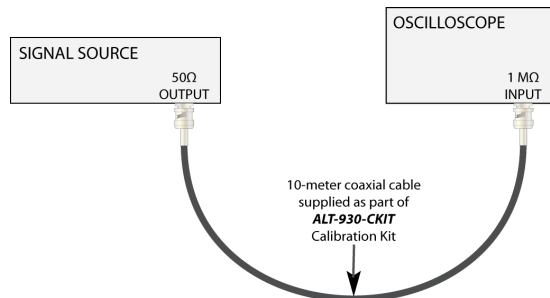 SIGNAL SOURCE
50Ω
OUTPUT
OSCILLOSCOPE
1 MΩ
INPUT
10-meter coaxial cable
supplied as part of
ALT-930-CKIT
Calibration Kit